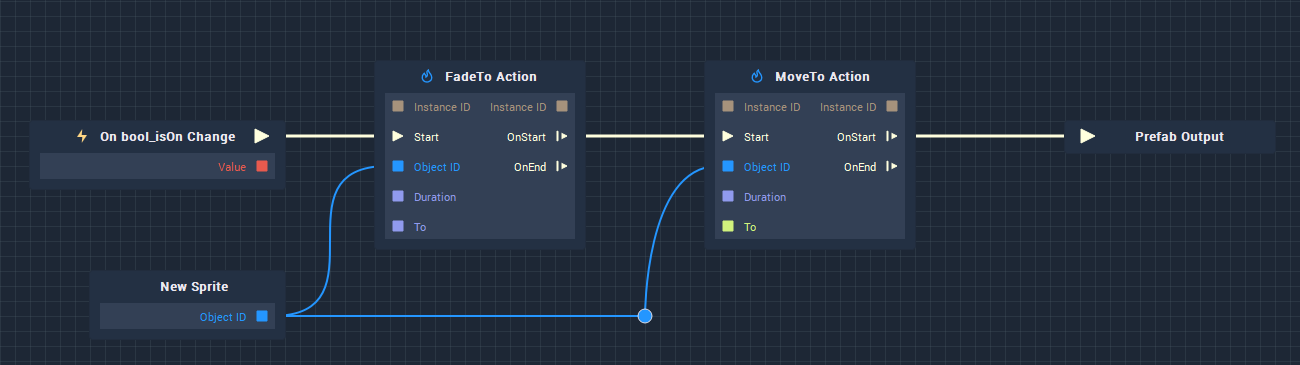 On bool_isOn Change
Value
New Sprite
Object ID
FadeTo Action
Instance ID Instance ID
Start OnStart
Object ID OnEnd
Duration
To
MoveTo Action
Instance ID Instance ID
Start OnStart
Object ID OnEnd
Duration
To
Prefab Output